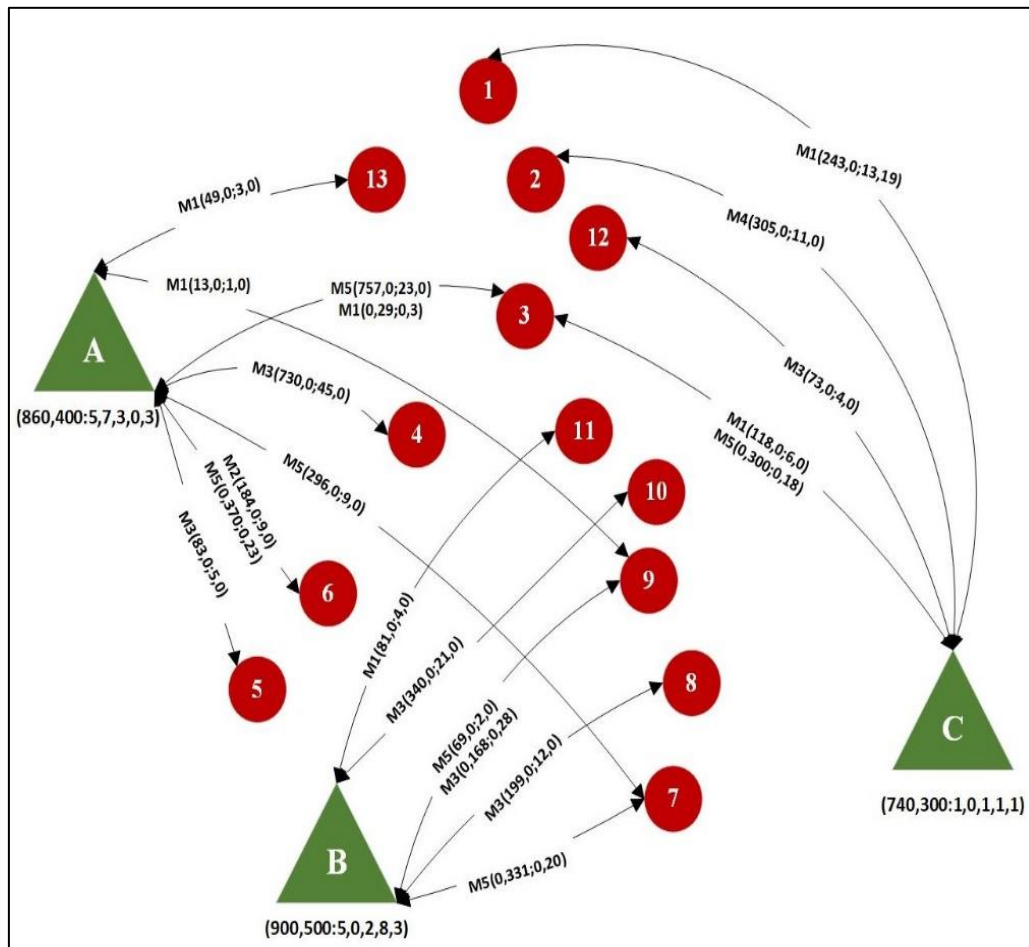 1
M1(243,0;13,19)
13
2
M1(49,0;3,0)
M4(305,0;11,0)
12
M1(13,0;1,0)
M5(757,0;23,0)
M1(0,29;0,3)
3
A
M3(73,0;4,0)
M3(730,0;45,0)
(860,400:5,7,3,0,3)
4
11
M1(118,0;6,0)
M5(0,300;0,18)
M2(184,0;9,0)
M5(0,370;0,23)
M5(296,0;9,0)
10
M3(83,0;5,0)
9
6
M1(81,0;4,0)
M3(340,0;21,0)
5
8
M5(69,0;2,0)
M3(0,168;0,28)
M3(199,0;12,0)
C
7
(740,300:1,0,1,1,1)
B
M5(0,331;0,20)
(900,500:5,0,2,8,3)